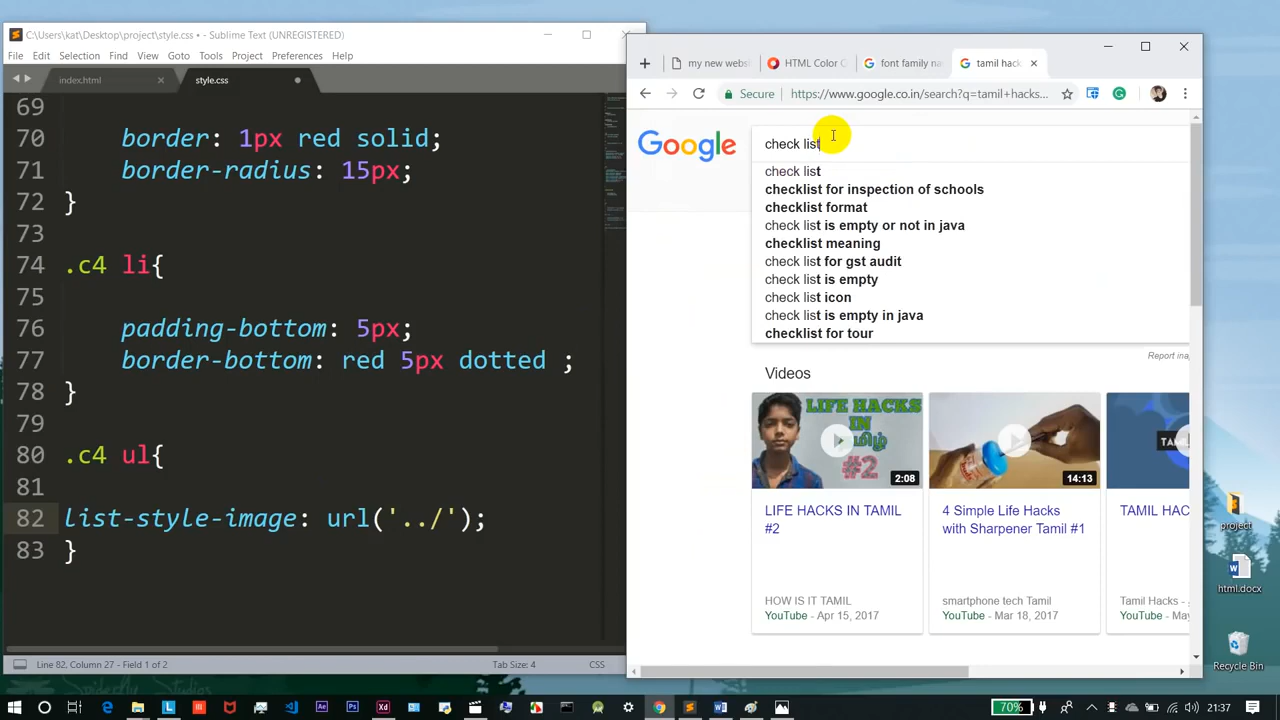 C:\Users\kat\Desktop\project\style.css • - Sublime Text (UNREGISTERED)
File Edit Selection Find View Goto Tools Project Preferences Help
index.html × style.css
69
70 border: 1px red solid;
71 border-radius: 15px;
72 }
73
74 .c4 li{
75
76 padding-bottom: 5px;
77 border-bottom: red 5px dotted ;
78 }
79
80 .c4 ul{
81
82 list-style-image: url('../');
83 }
Line 82, Column 27 - Field 1 of 2 Tab Size: 4 CSS
my new webs HTML Color C font family na tamil hack
Secure https://www.google.co.in/search?q=tamil+hacks
Google
check list
check list
checklist for inspection of schools
checklist format
check list is empty or not in java
checklist meaning
check list for gst audit
check list is empty
check list icon
check list is empty in java
checklist for tour
Report ina
Videos
LIFE HACKS
IN தமிழ்
#2
2:08
14:13
TAMIL
LIFE HACKS IN TAMIL
#2
HOW IS IT TAMIL
YouTube - Apr 15, 2017
4 Simple Life Hacks
with Sharpener Tamil #1
smartphone tech Tamil
YouTube - Mar 18, 2017
TAMIL HAC
Tamil Hacks -
YouTube - May
project
html.docx
Recycle Bin
Spiderfly Studios
70%
21:37